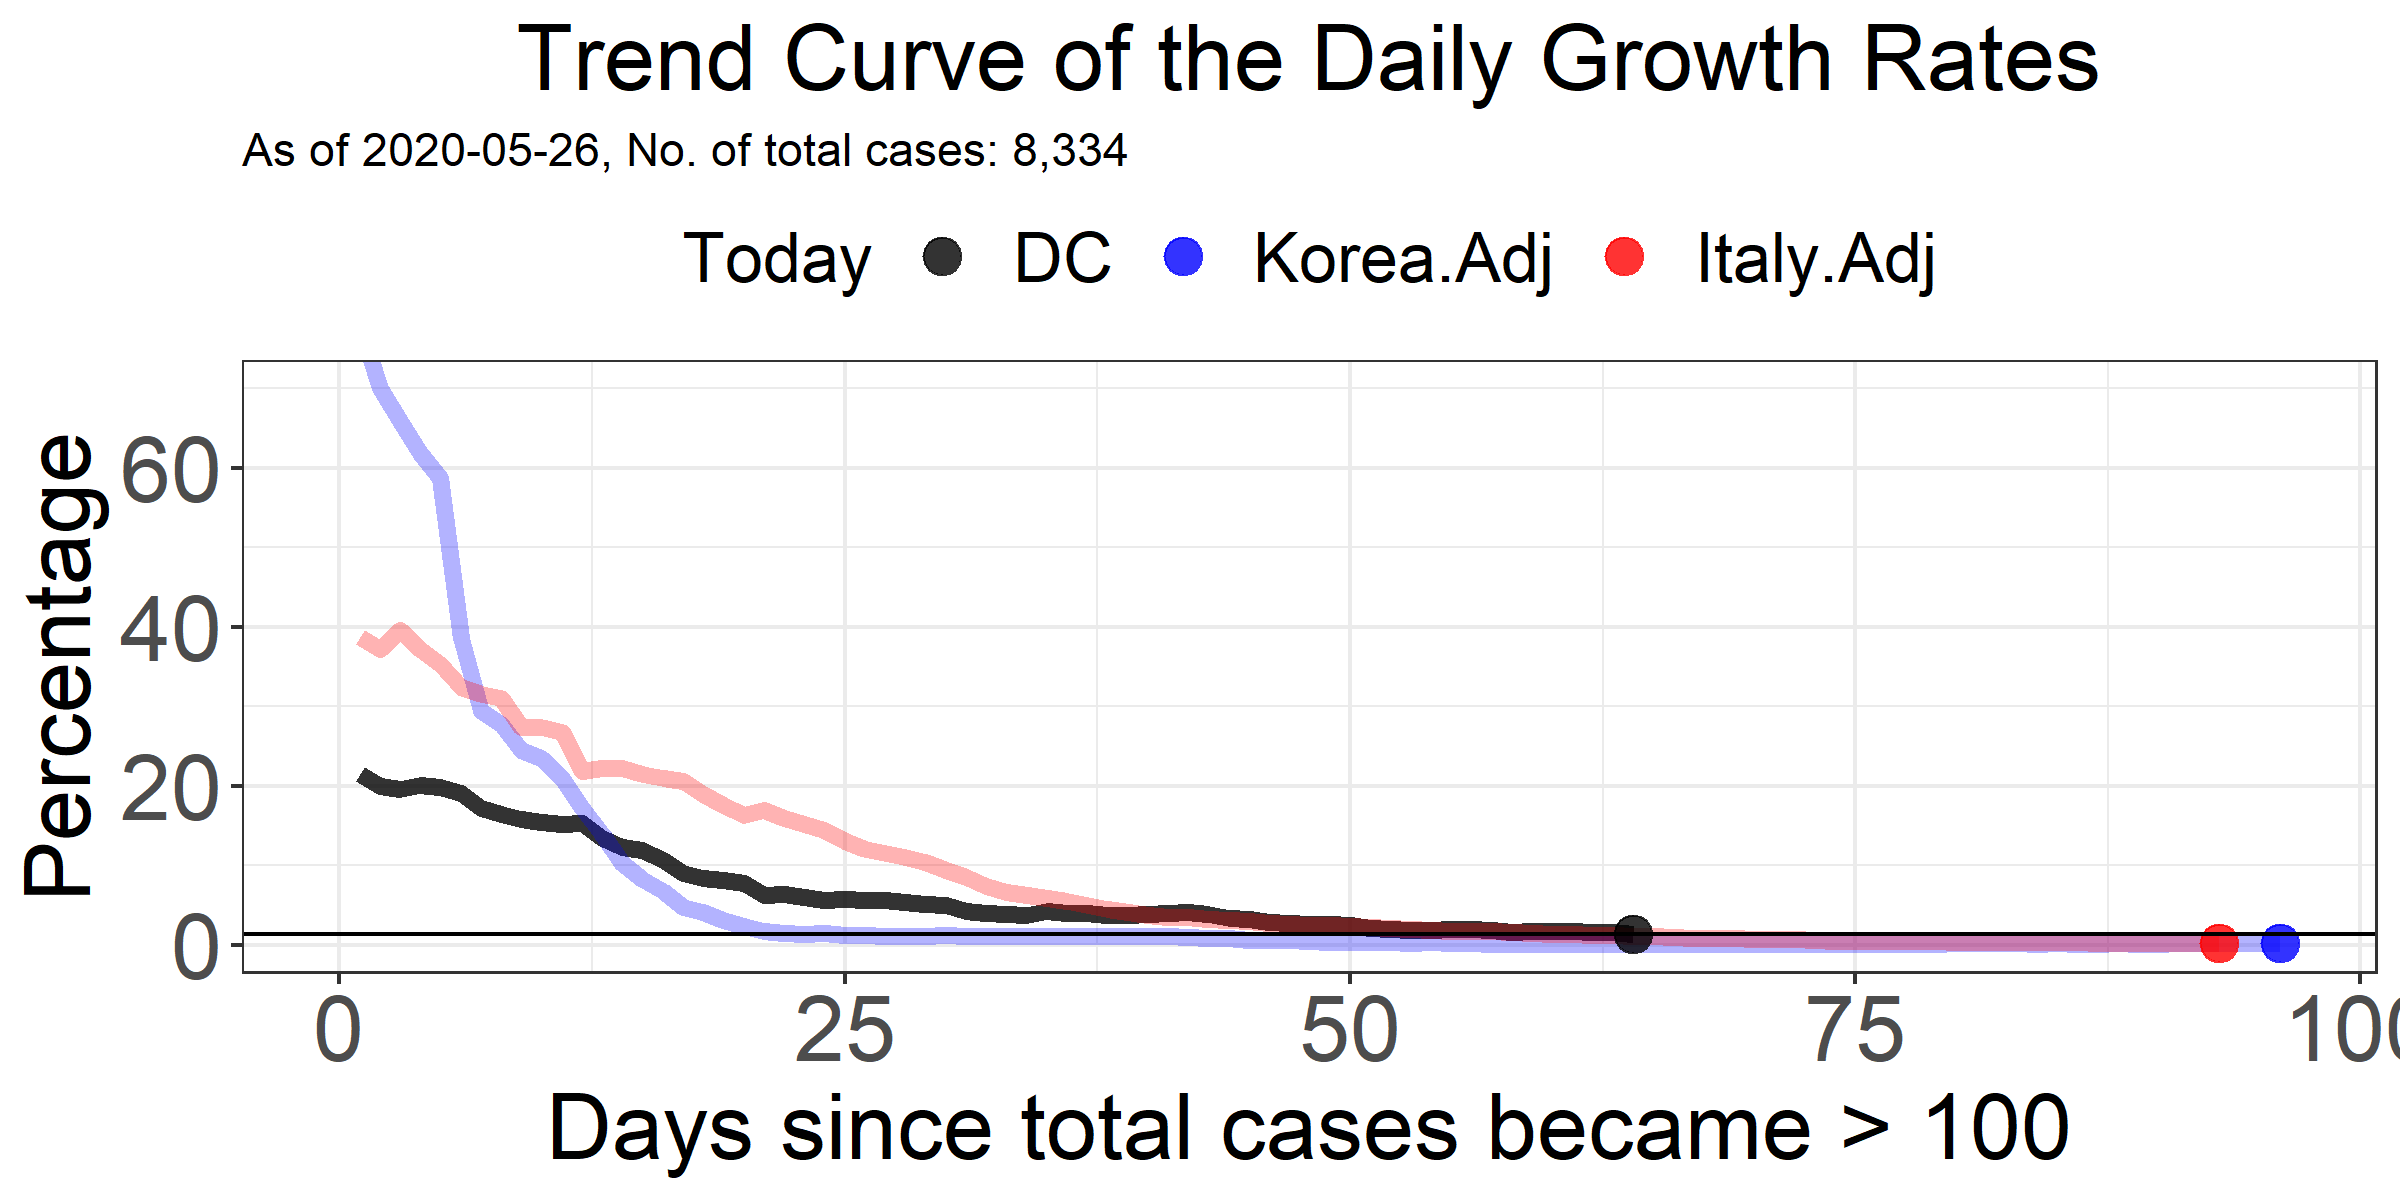 Trend Curve of the Daily Growth Rates
As of 2020-05-26, No. of total cases: 8,334
Today DC Korea.Adj Italy.Adj
Percentage
60
40
20
0
0 25 50 75 100
Days since total cases became > 100